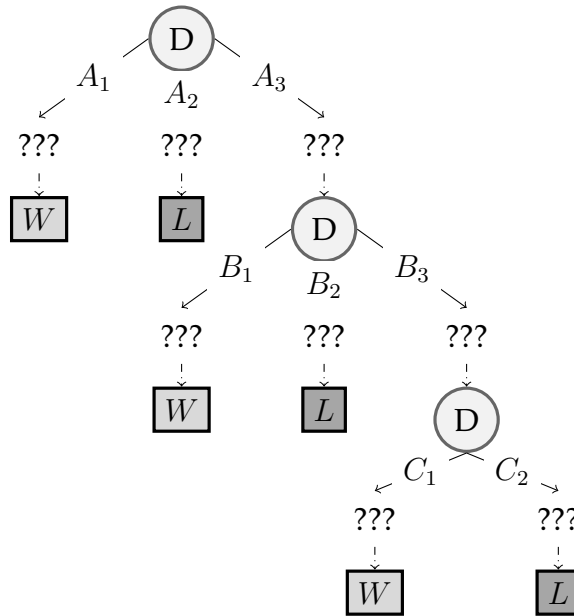 D
A₁ A₂ A₃
??? ??? ???
W L D
B₁ B₂ B₃
??? ??? ???
W L D
C₁ C₂
??? ???
W L